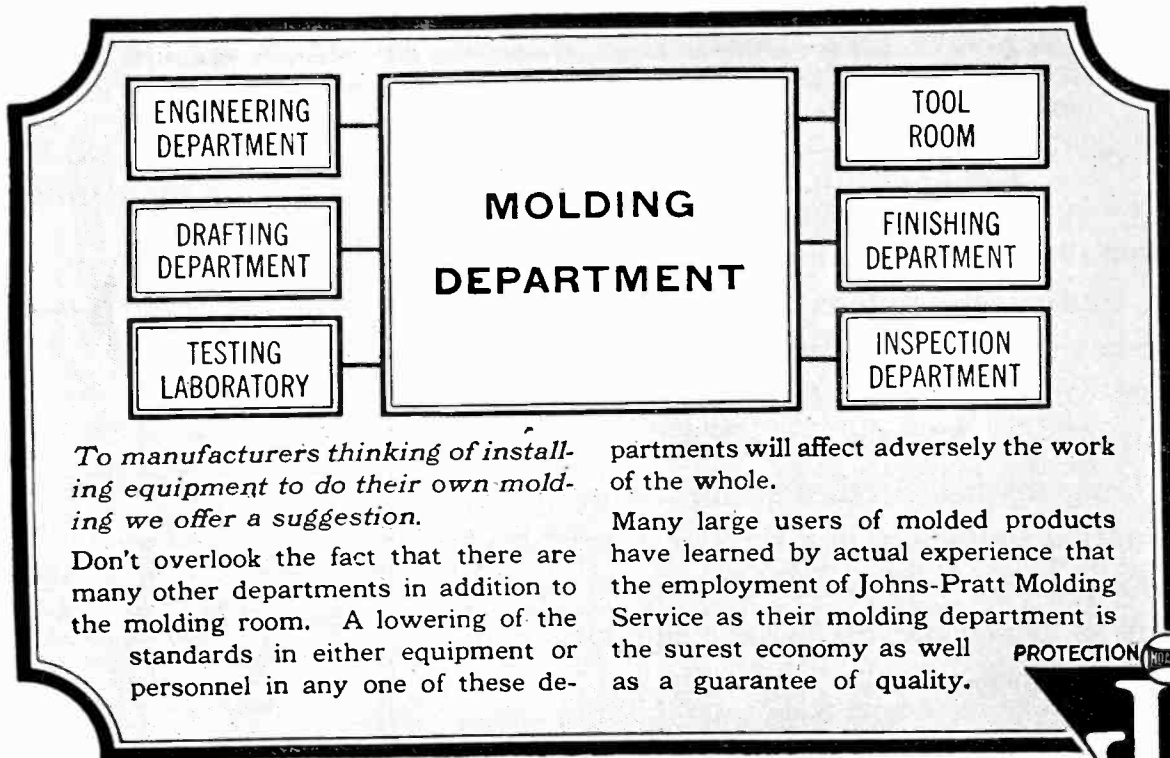 ENGINEERING
DEPARTMENT
DRAFTING
DEPARTMENT
TESTING
LABORATORY
MOLDING
DEPARTMENT
TOOL
ROOM
FINISHING
DEPARTMENT
INSPECTION
DEPARTMENT
To manufacturers thinking of install-
ing equipment to do their own mold-
ing we offer a suggestion.
Don't overlook the fact that there are
many other departments in addition to
the molding room. A lowering of the
standards in either equipment or
personnel in any one of these de-
partments will affect adversely the work
of the whole.
Many large users of molded products
have learned by actual experience that
the employment of Johns-Pratt Molding
Service as their molding department is
the surest economy as well
as a guarantee of quality.
PROTECTION